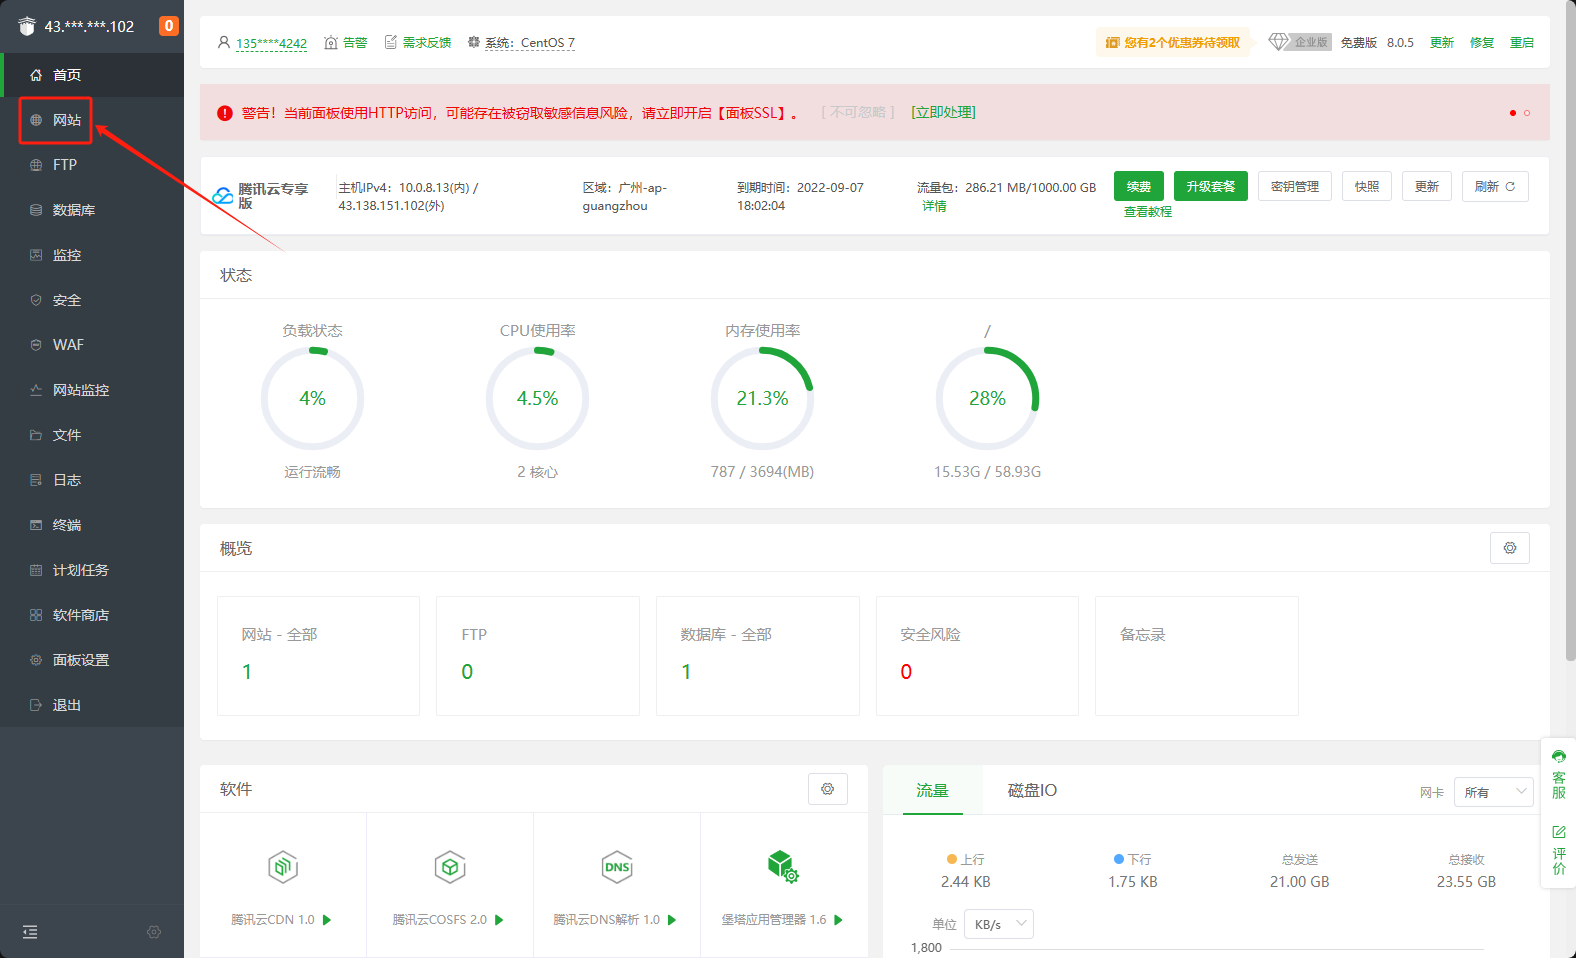 43.***.***.102
0
首页
网站
FTP
数据库
监控
安全
WAF
网站监控
文件
日志
终端
计划任务
软件商店
面板设置
退出
135****4242 告警 需求反馈 系统：CentOS 7
您有2个优惠券待领取 企业版 免费版 8.0.5 更新 修复 重启
警告！当前面板使用HTTP访问，可能存在被窃取敏感信息风险，请立即开启【面板SSL】。 [ 不可忽略 ] [立即处理]
腾讯云专享
版
主机IPv4：10.0.8.13(内) /
43.138.151.102(外)
区域：广州-ap-
guangzhou
到期时间：2022-09-07
18:02:04
流量包：286.21 MB/1000.00 GB
详情
续费 升级套餐 密钥管理 快照 更新 刷新
查看教程
状态
负载状态 CPU使用率 内存使用率 /
4% 4.5% 21.3% 28%
运行流畅 2 核心 787 / 3694(MB) 15.53G / 58.93G
概览
网站 - 全部 FTP 数据库 - 全部 安全风险 备忘录
1 0 1 0
软件
DNS
腾讯云CDN 1.0 腾讯云COSFS 2.0 腾讯云DNS解析 1.0 堡塔应用管理器 1.6
流量 磁盘IO 网卡 所有
上行 下行 总发送 总接收
2.44 KB 1.75 KB 21.00 GB 23.55 GB
单位 KB/s
1,800
客服
评价